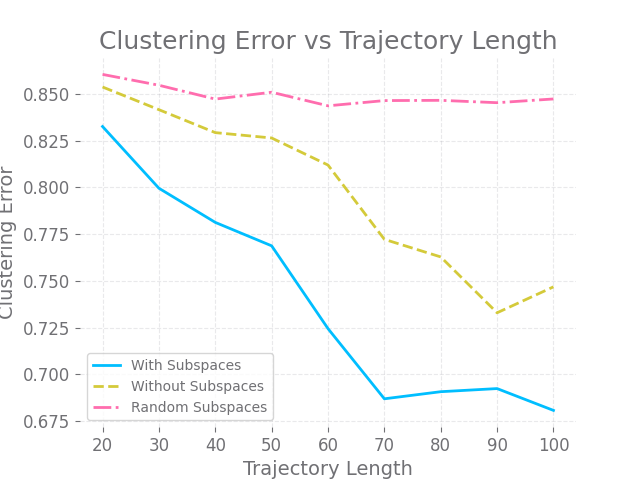 Clustering Error vs Trajectory Length
Clustering Error
0.850
0.825
0.800
0.775
0.750
0.725
0.700
0.675
With Subspaces
Without Subspaces
Random Subspaces
20 30 40 50 60 70 80 90 100
Trajectory Length